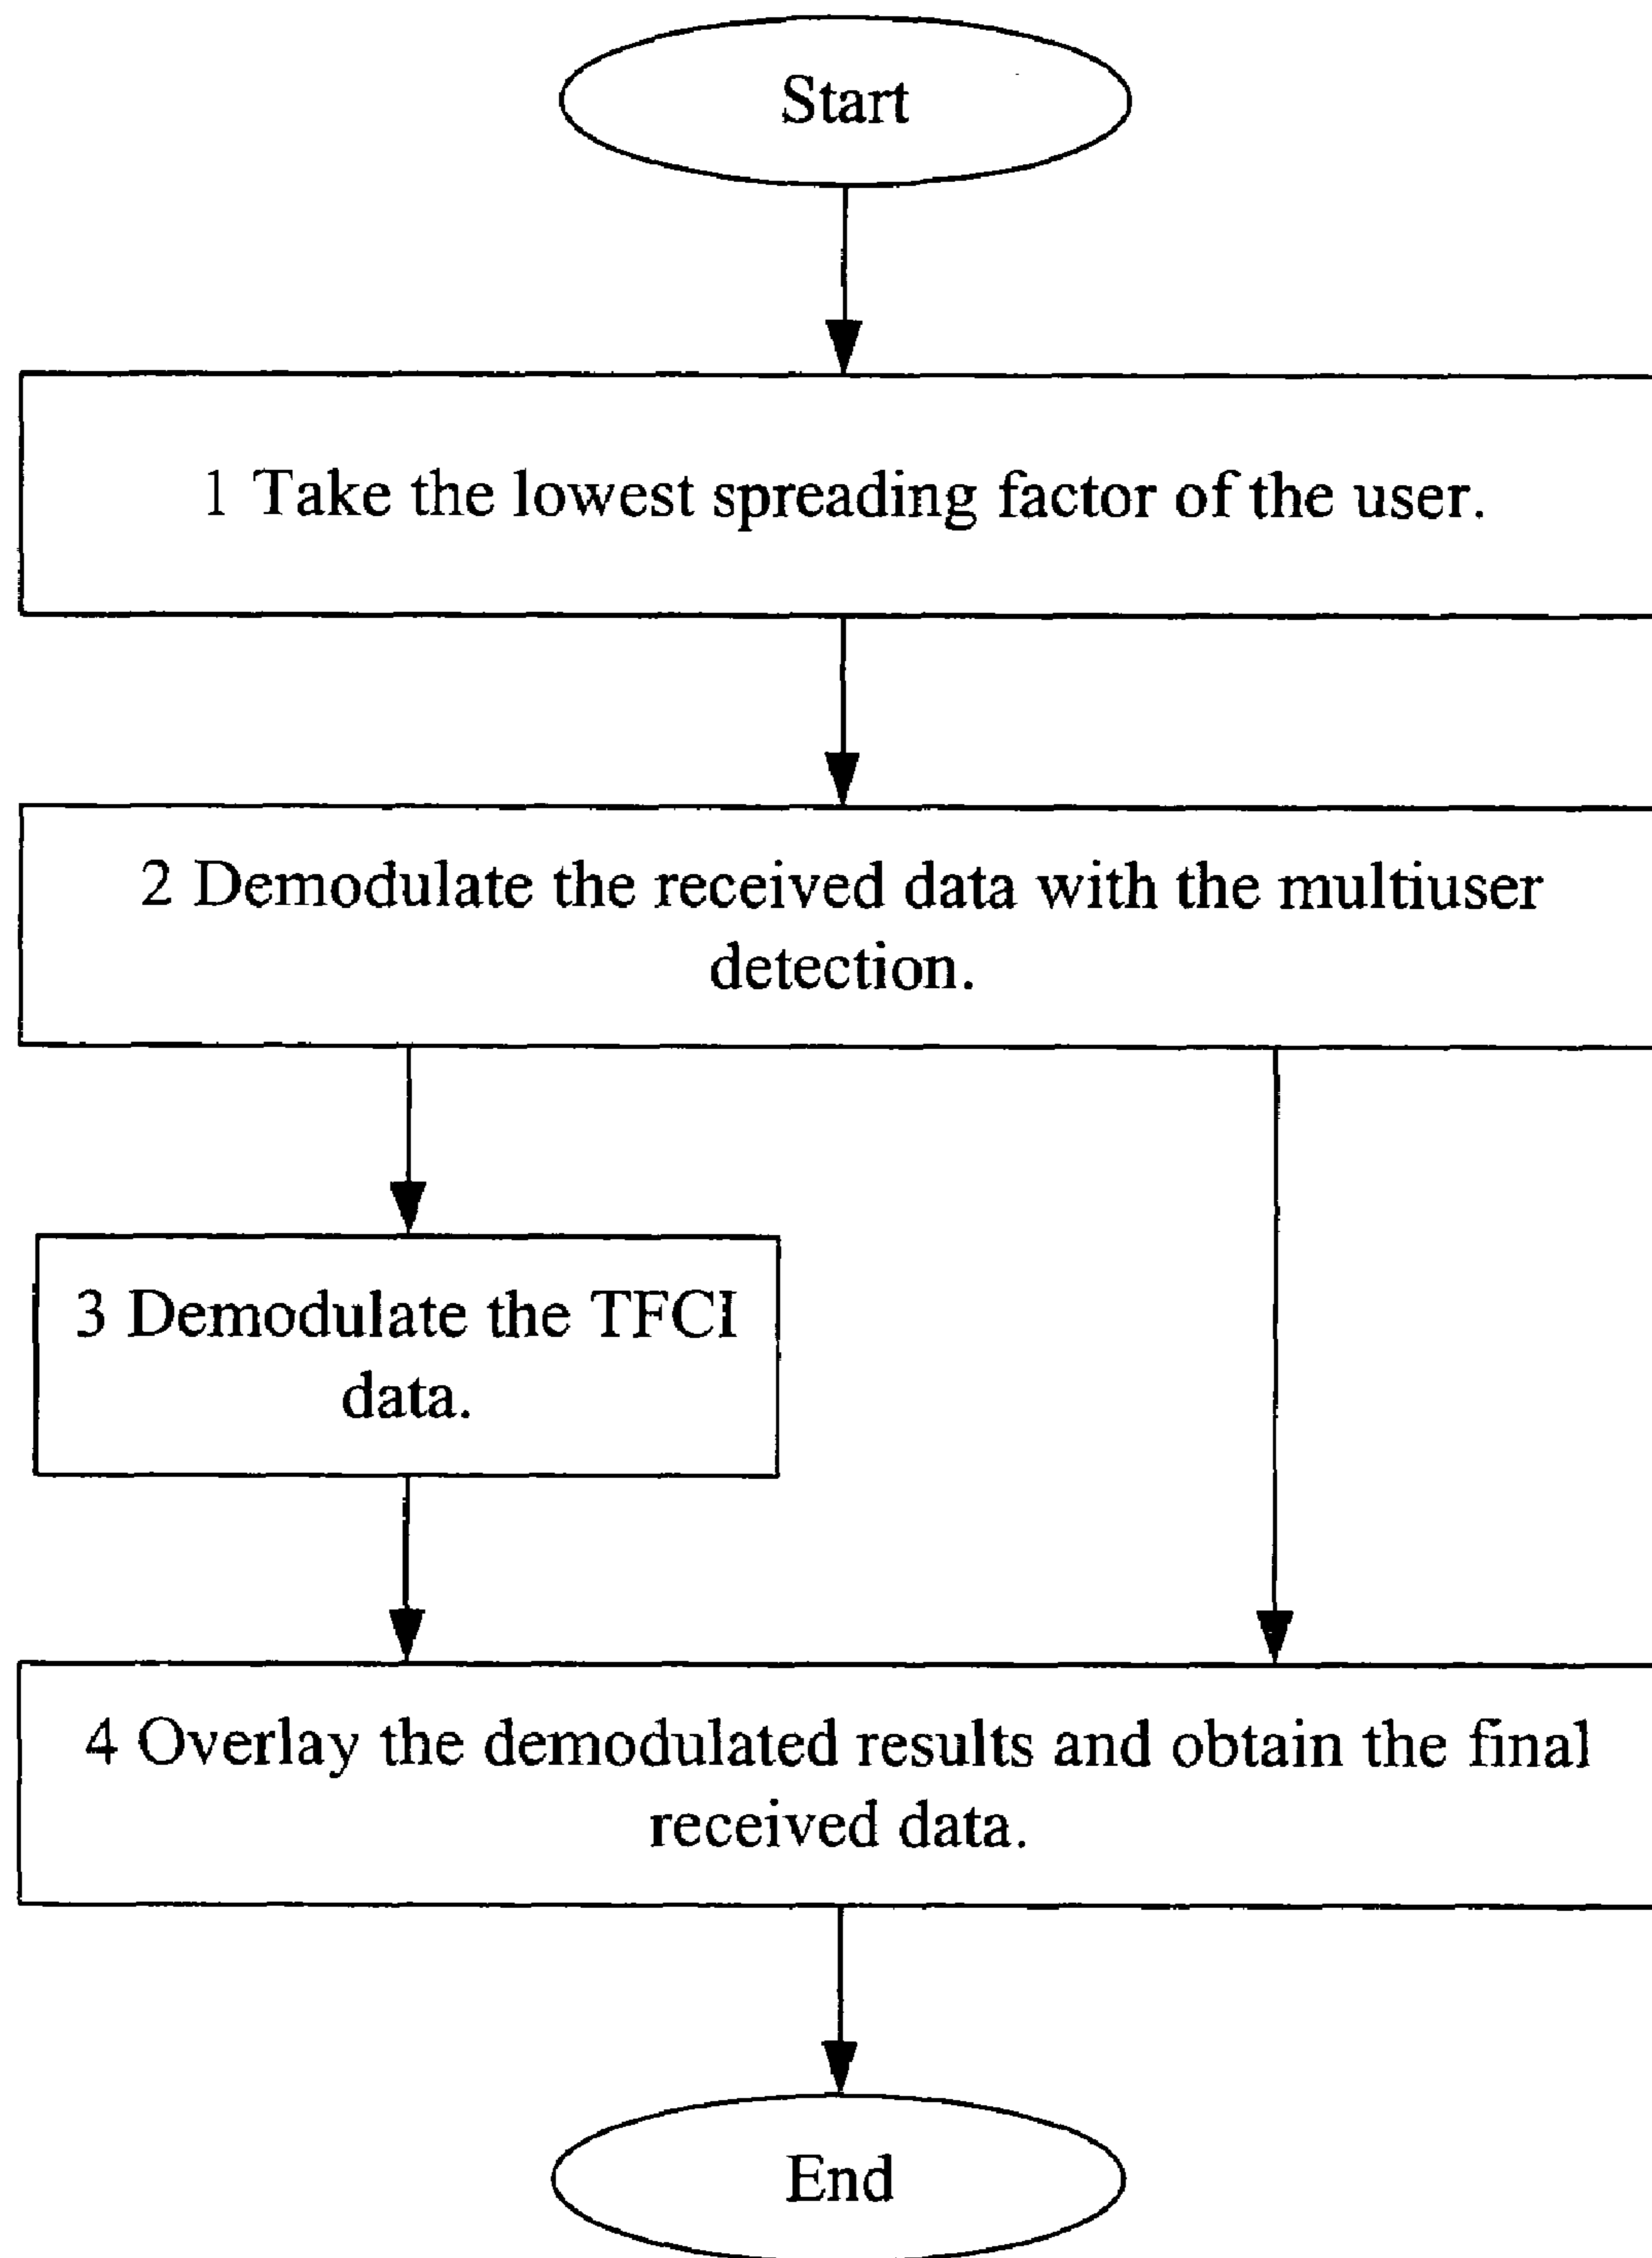 Start
1 Take the lowest spreading factor of the user.
2 Demodulate the received data with the multiuser
detection.
3 Demodulate the TFCI
data.
4 Overlay the demodulated results and obtain the final
received data.
End